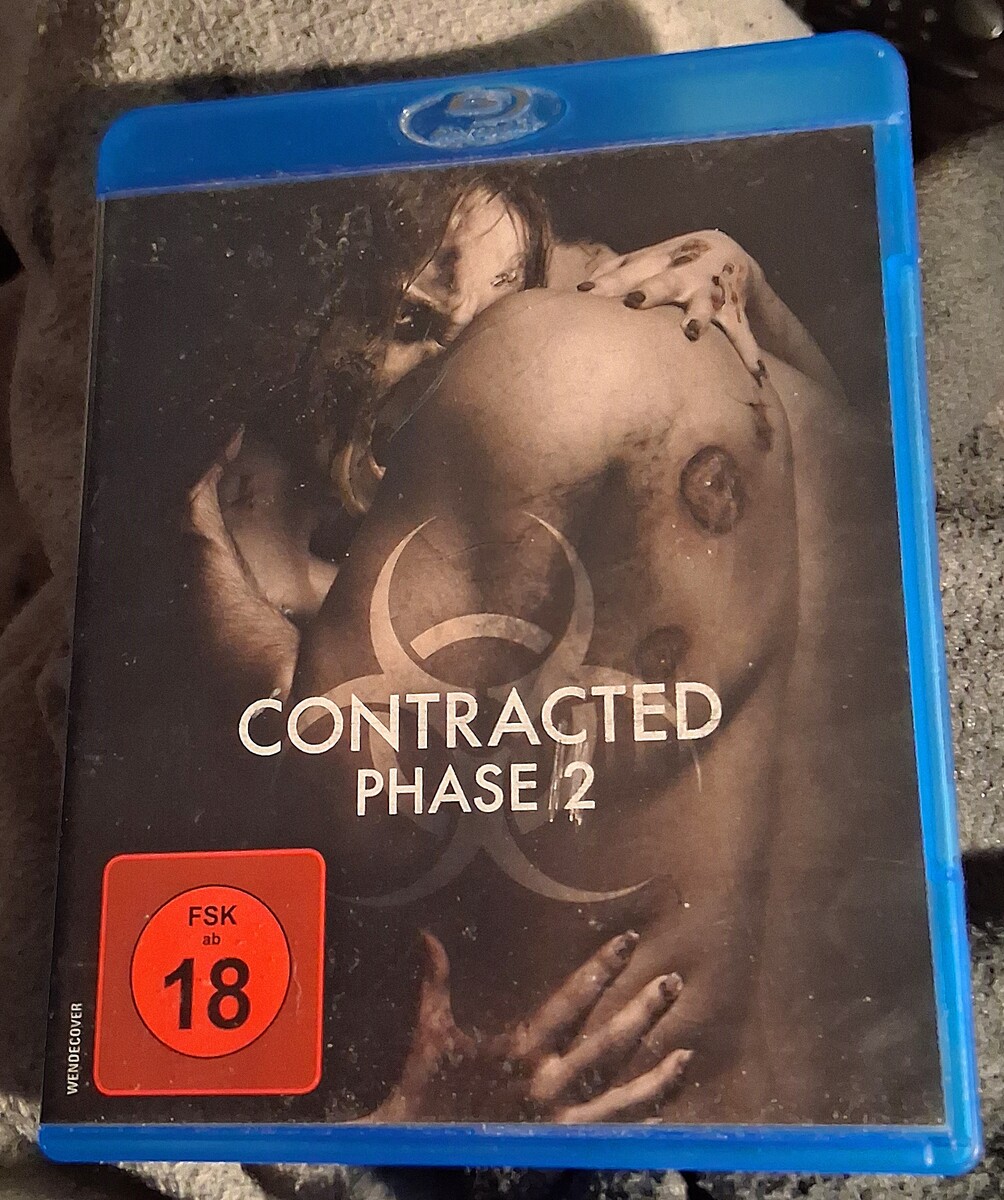 CONTRACTED
PHASE 2
FSK
ab
18
WENDECOVER